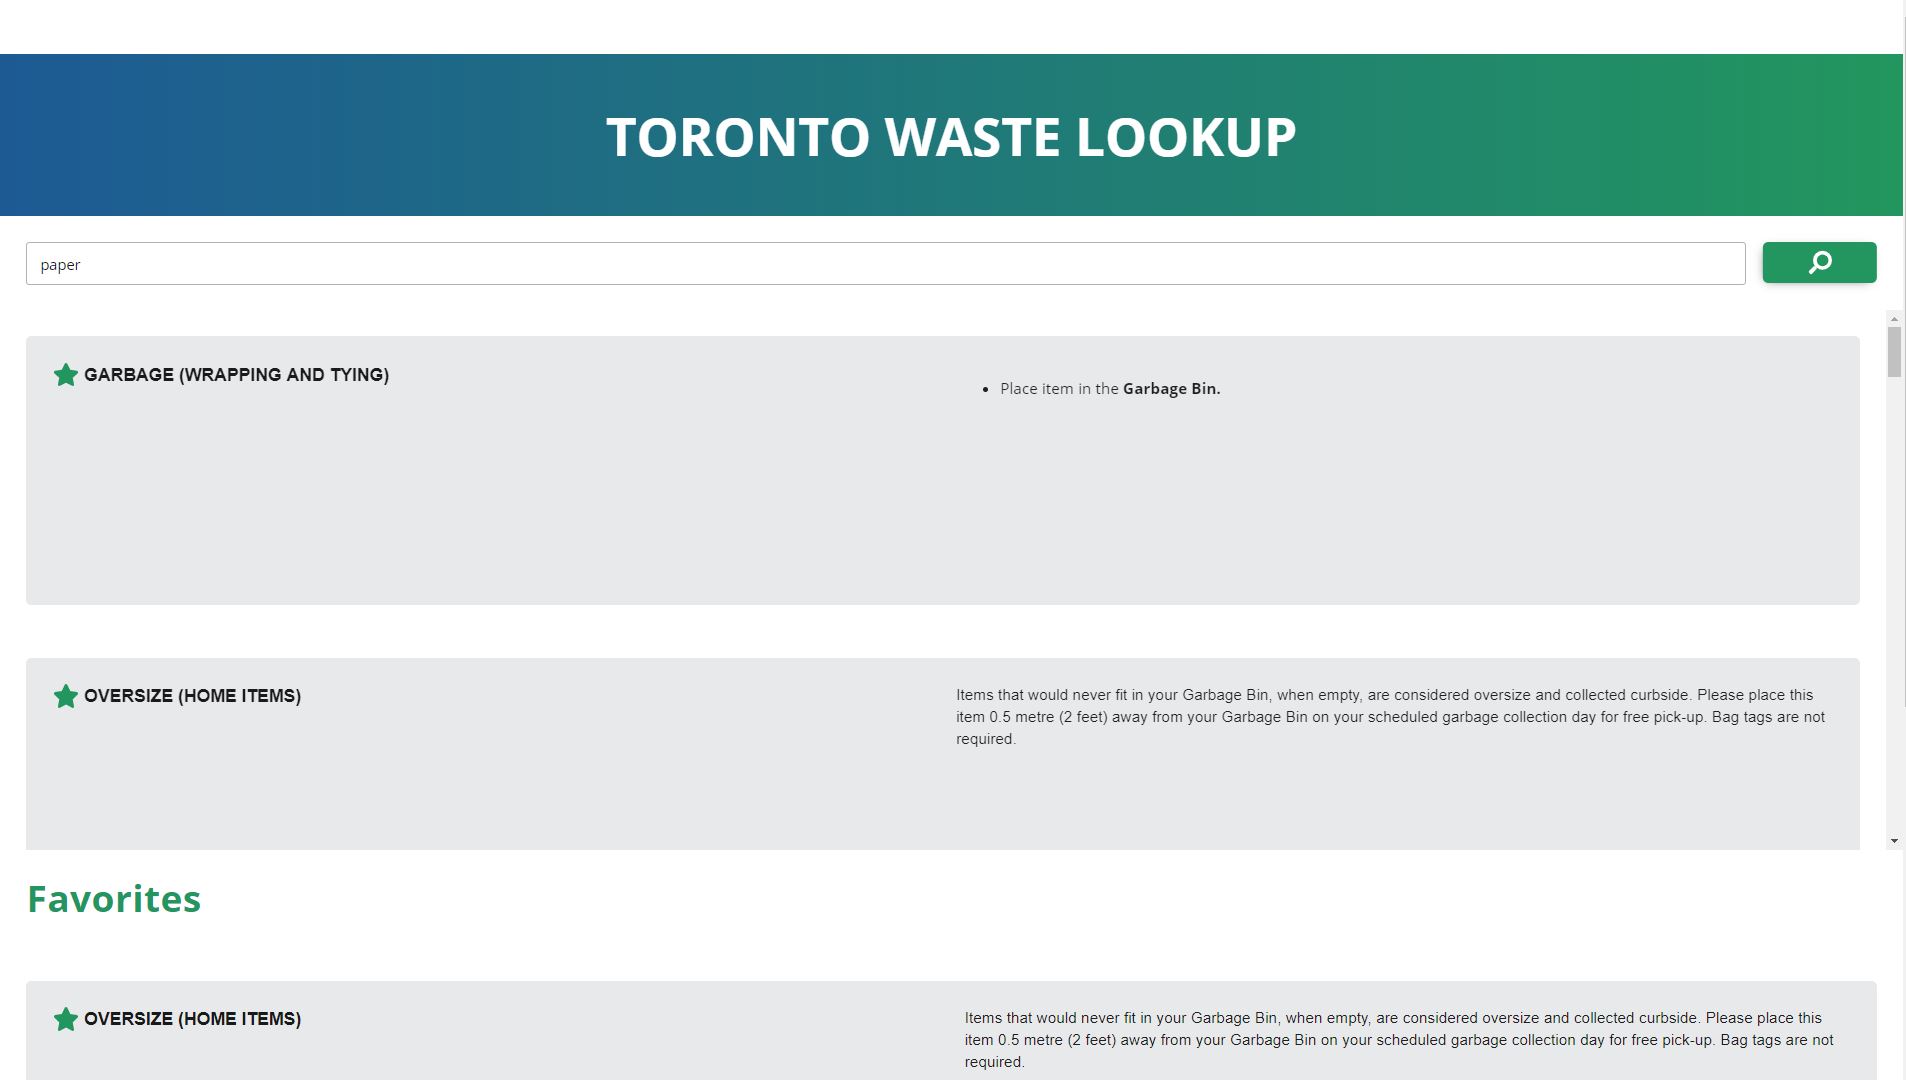 TORONTO WASTE LOOKUP
paper
GARBAGE (WRAPPING AND TYING)
• Place item in the Garbage Bin.
OVERSIZE (HOME ITEMS)
Items that would never fit in your Garbage Bin, when empty, are considered oversize and collected curbside. Please place this
item 0.5 metre (2 feet) away from your Garbage Bin on your scheduled garbage collection day for free pick-up. Bag tags are not
required.
Favorites
OVERSIZE (HOME ITEMS)
Items that would never fit in your Garbage Bin, when empty, are considered oversize and collected curbside. Please place this
item 0.5 metre (2 feet) away from your Garbage Bin on your scheduled garbage collection day for free pick-up. Bag tags are not
required.